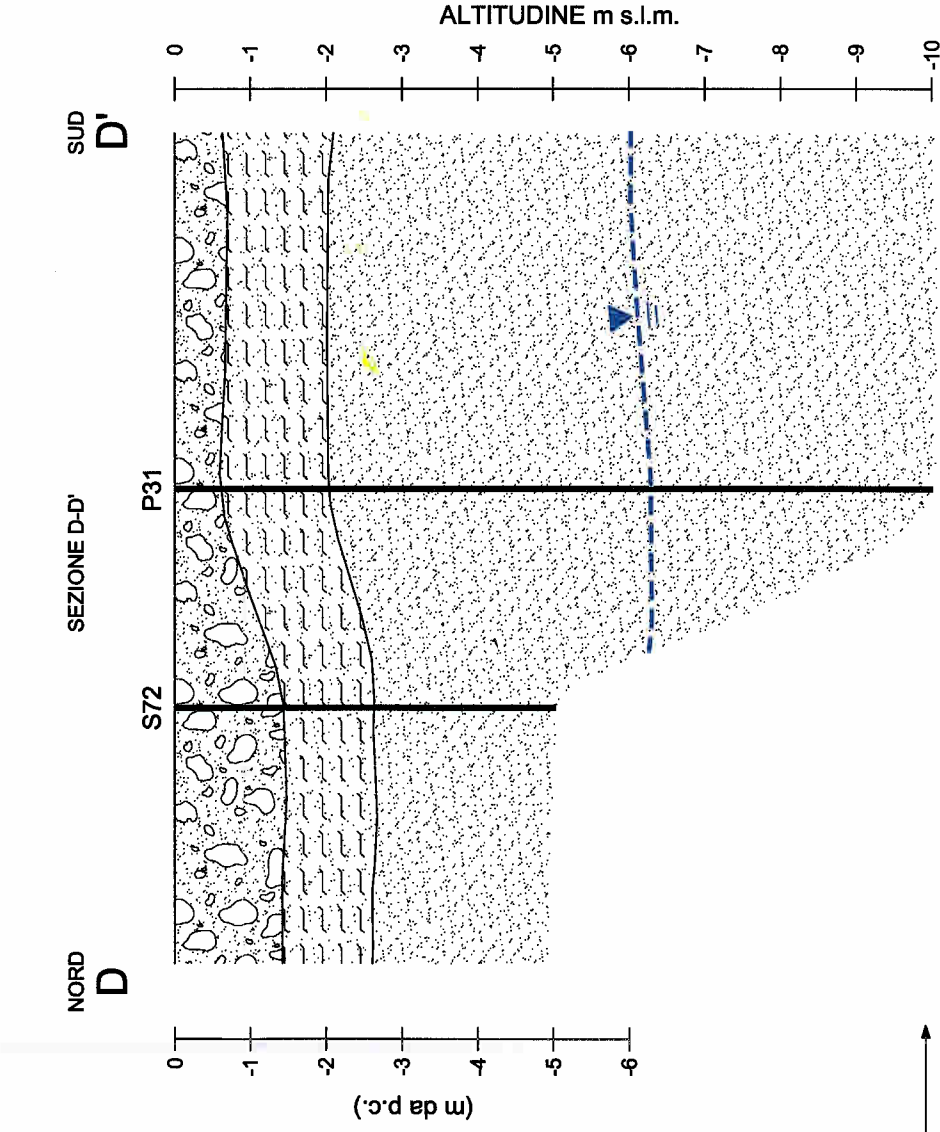 SEZIONE D-D'
NORD
D
SUD
D'
S72
P31
(m da p.c.)
0
-1
-2
-3
-4
-5
-6
ALTITUDINE m s.l.m.
0
-1
-2
-3
-4
-5
-6
-7
-8
-9
-10